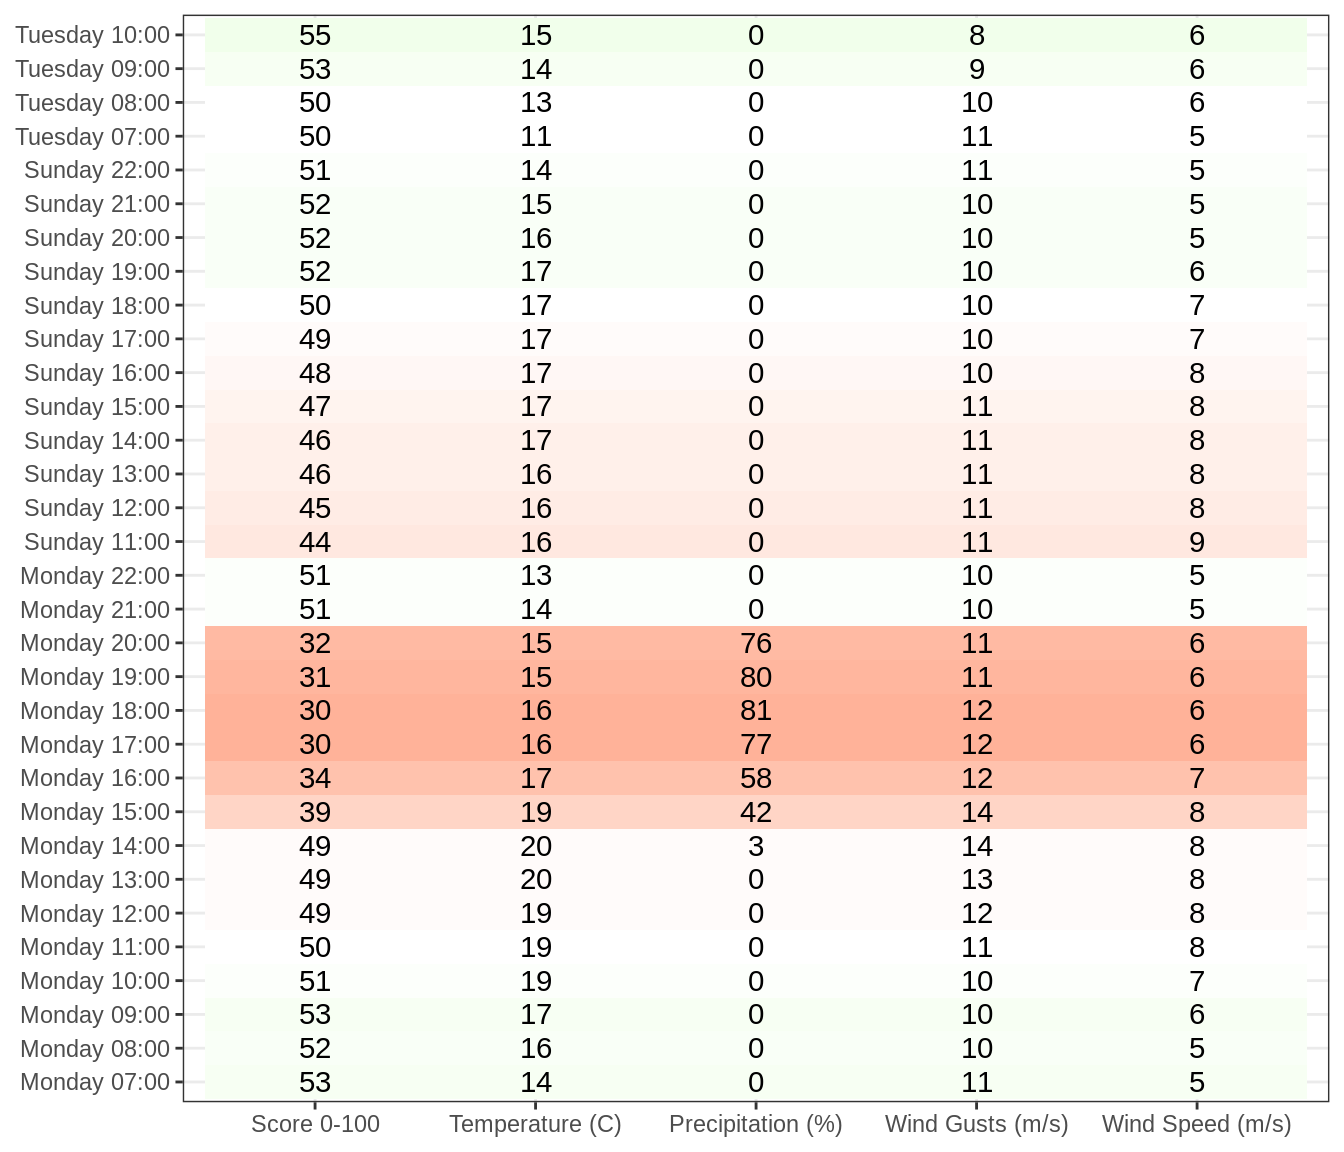 Tuesday 10:00 55 15 0 8 6
Tuesday 09:00 53 14 0 9 6
Tuesday 08:00 50 13 0 10 6
Tuesday 07:00 50 11 0 11 5
Sunday 22:00 51 14 0 11 5
Sunday 21:00 52 15 0 10 5
Sunday 20:00 52 16 0 10 5
Sunday 19:00 52 17 0 10 6
Sunday 18:00 50 17 0 10 7
Sunday 17:00 49 17 0 10 7
Sunday 16:00 48 17 0 10 8
Sunday 15:00 47 17 0 11 8
Sunday 14:00 46 17 0 11 8
Sunday 13:00 46 16 0 11 8
Sunday 12:00 45 16 0 11 8
Sunday 11:00 44 16 0 11 9
Monday 22:00 51 13 0 10 5
Monday 21:00 51 14 0 10 5
Monday 20:00 32 15 76 11 6
Monday 19:00 31 15 80 11 6
Monday 18:00 30 16 81 12 6
Monday 17:00 30 16 77 12 6
Monday 16:00 34 17 58 12 7
Monday 15:00 39 19 42 14 8
Monday 14:00 49 20 3 14 8
Monday 13:00 49 20 0 13 8
Monday 12:00 49 19 0 12 8
Monday 11:00 50 19 0 11 8
Monday 10:00 51 19 0 10 7
Monday 09:00 53 17 0 10 6
Monday 08:00 52 16 0 10 5
Monday 07:00 53 14 0 11 5
Score 0-100 Temperature (C) Precipitation (%) Wind Gusts (m/s) Wind Speed (m/s)